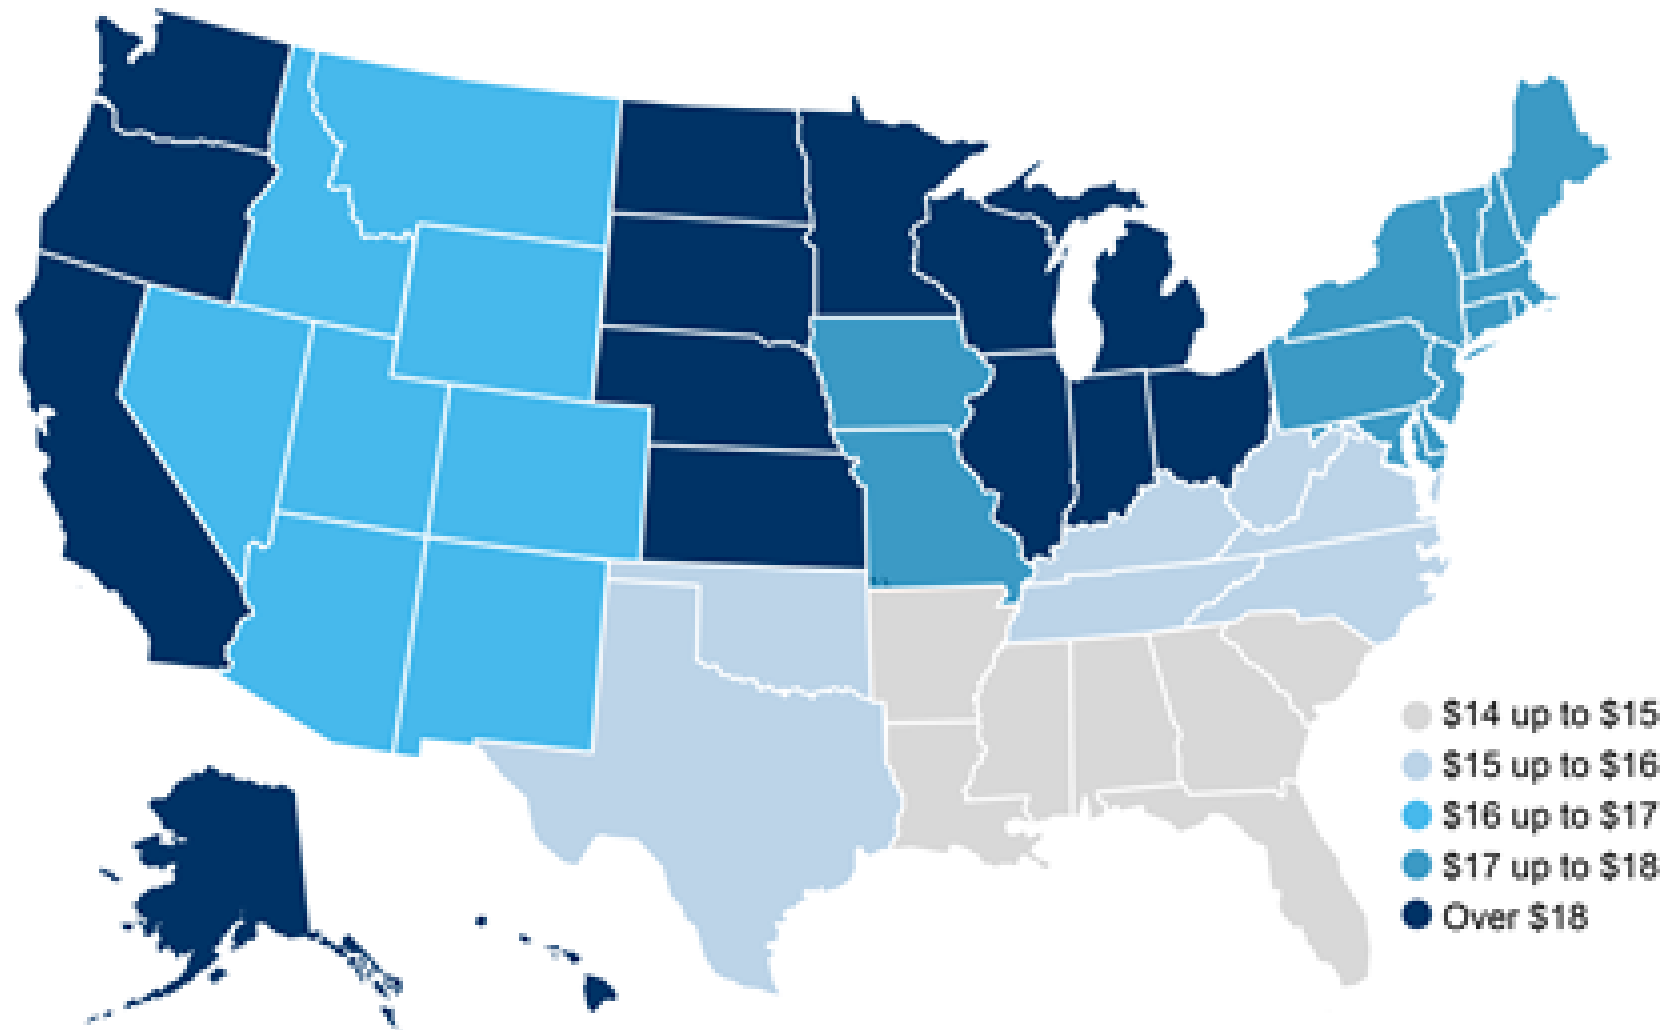 $14 up to $15
$15 up to $16
$16 up to $17
$17 up to $18
Over $18